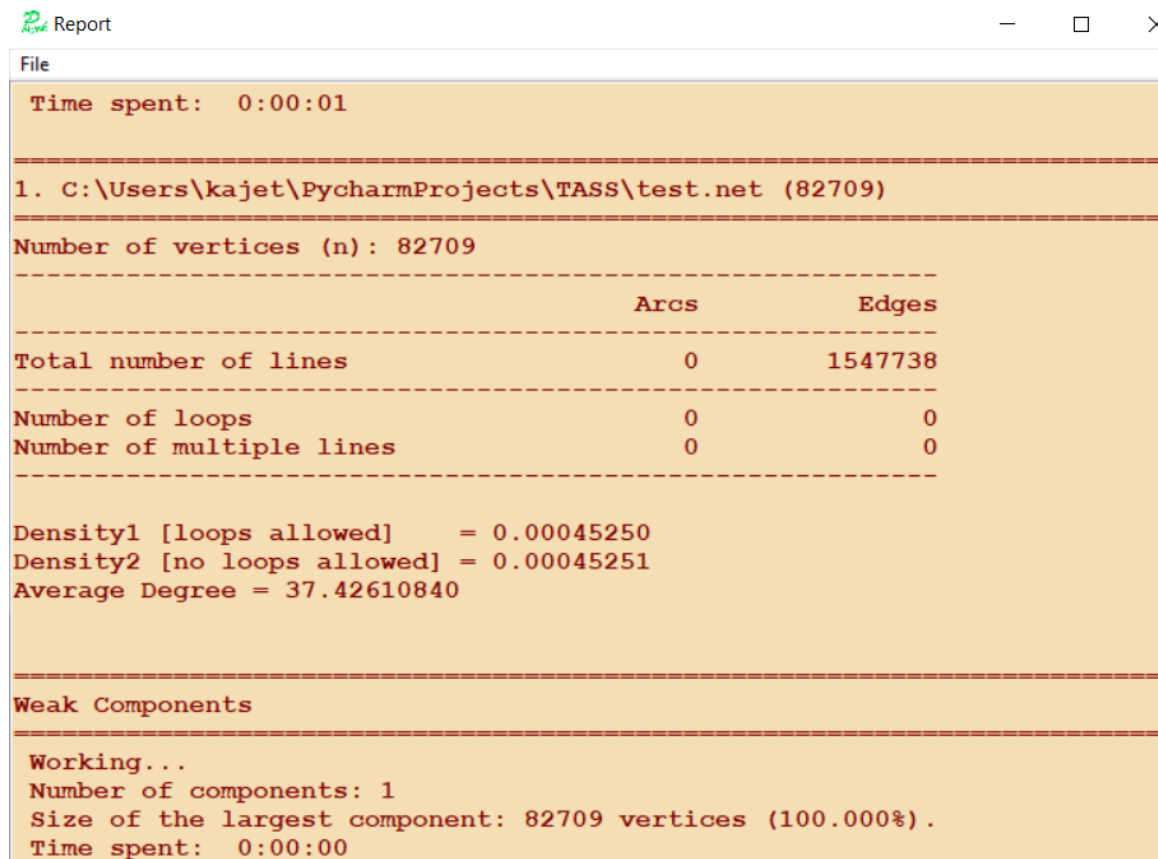 Report
File
Time spent: 0:00:01
==============================================================
1. C:\Users\kajet\PycharmProjects\TASS\test.net (82709)
==============================================================
Number of vertices (n): 82709
----------------------------------------------------------
Arcs Edges
----------------------------------------------------------
Total number of lines 0 1547738
----------------------------------------------------------
Number of loops 0 0
Number of multiple lines 0 0
----------------------------------------------------------
Density1 [loops allowed] = 0.00045250
Density2 [no loops allowed] = 0.00045251
Average Degree = 37.42610840
==============================================================
Weak Components
==============================================================
Working...
Number of components: 1
Size of the largest component: 82709 vertices (100.000%).
Time spent: 0:00:00